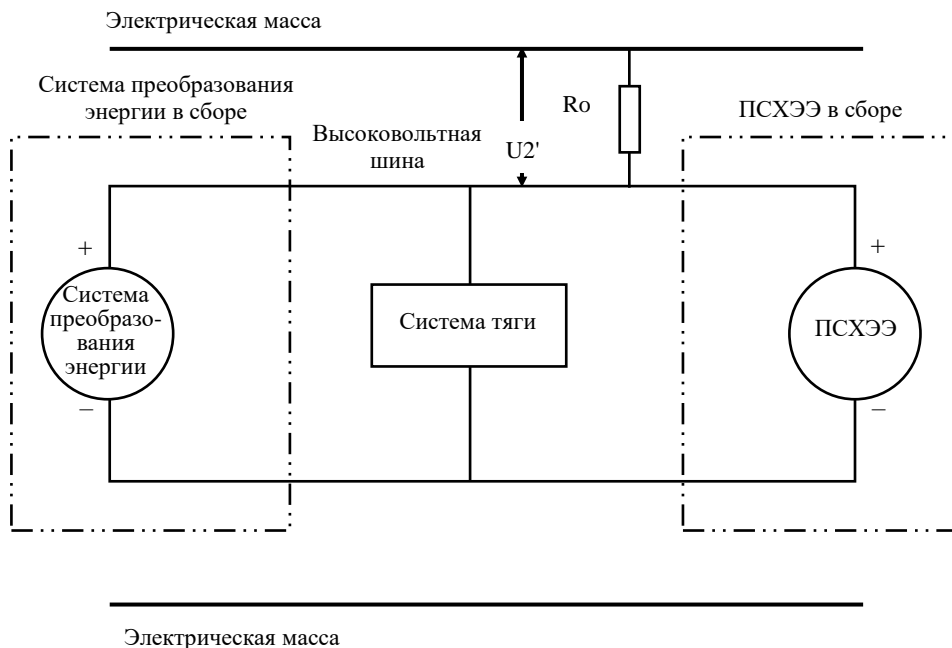 Электрическая масса
Система преобразования
энергии в сборе
Ro
ПСХЭЭ в сборе
Высоковольтная
шина
U2'
+
+
Система
преобразо-
вания
энергии
Система тяги
ПСХЭЭ
−
−
Электрическая масса